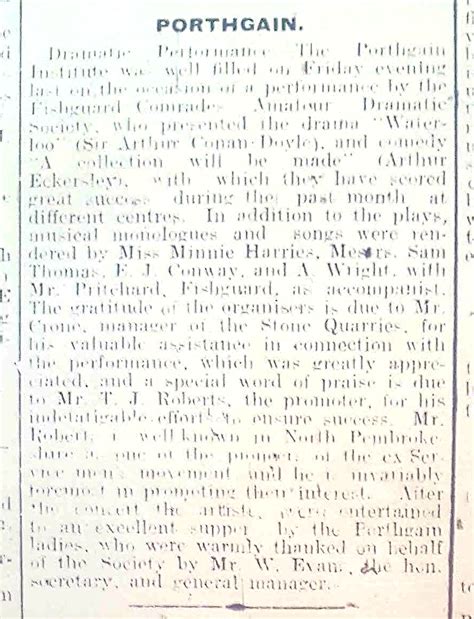 PORTHGAIN.
Dramatic Performance The Porthgain
Institute was well filled on Friday evening
last on the occasion of a performance by the
Fishguard Comrades Amateur Dramatic
Society, who presented the drama "Water-
loo" (Sir Arthur Conan Doyle), and comedy
"A collection will be made" (Arthur
Eckersley), with which they have scored
great success during the past month at
different centres. In addition to the plays,
musical monologues and songs were ren-
dered by Miss Minnie Harries, Messrs. Sam
Thomas, E. J. Conway, and A. Wright, with
Mr. Pritchard, Fishguard, as accompanist.
The gratitude of the organisers is due to Mr.
Crone, manager of the Stone Quarries, for
his valuable assistance in connection with
the performance, which was greatly appre-
ciated, and a special word of praise is due
to Mr. T. J. Roberts, the promoter, for his
indefatigable efforts to ensure success. Mr.
Roberts is well known in North Pembroke-
shire as one of the pioneers of the ex-Ser-
vice men's movement and he is invariably
foremost in promoting their interest. After
the concert the artists were entertained
to an excellent supper by the Porthgain
ladies, who were warmly thanked on behalf
of the Society by Mr. W. Evans, the hon.
secretary, and general manager.